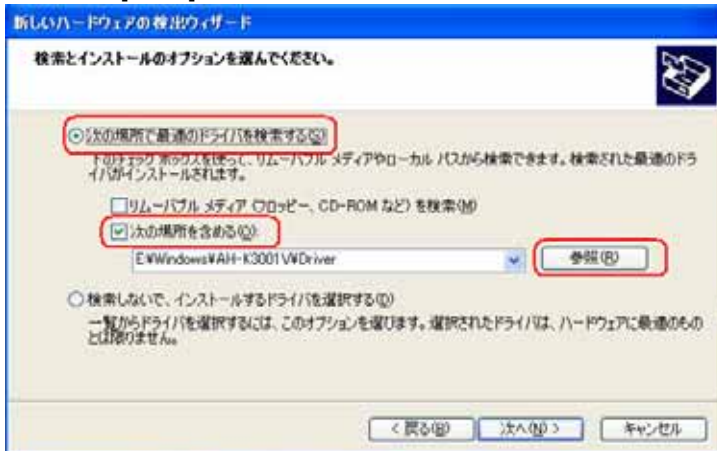 新しいハードウェアの検出ウィザード
検索とインストールのオプションを選んでください。
次の場所で最適のドライバを検索する(S)
下のチェック ボックスを使って、リムーバブル メディアやローカル パスから検索できます。検索された最適のドラ
イバがインストールされます。
リムーバブル メディア (フロッピー、CD-ROM など) を検索(M)
次の場所を含める(O):
E:¥Windows¥AH-K3001V¥Driver
参照(R)
検索しないで、インストールするドライバを選択する(D)
一覧からドライバを選択するには、このオプションを選びます。選択されたドライバは、ハードウェアに最適のもの
とは限りません。
< 戻る(B)
次へ(N) >
キャンセル